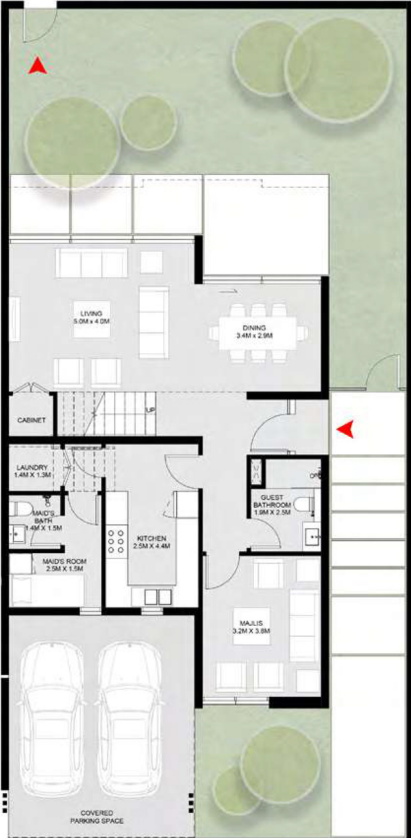 LIVING
5.0M x 4.0M
DINING
3.4M x 2.9M
CABINET
UP
LAUNDRY
1.4M X 1.3M
GUEST
BATHROOM
1.9M X 2.5M
MAID'S
BATH
1.4M X 1.5M
KITCHEN
2.5M X 4.4M
MAID'S ROOM
2.5M X 1.5M
MAJLIS
3.2M X 3.8M
COVERED
PARKING SPACE